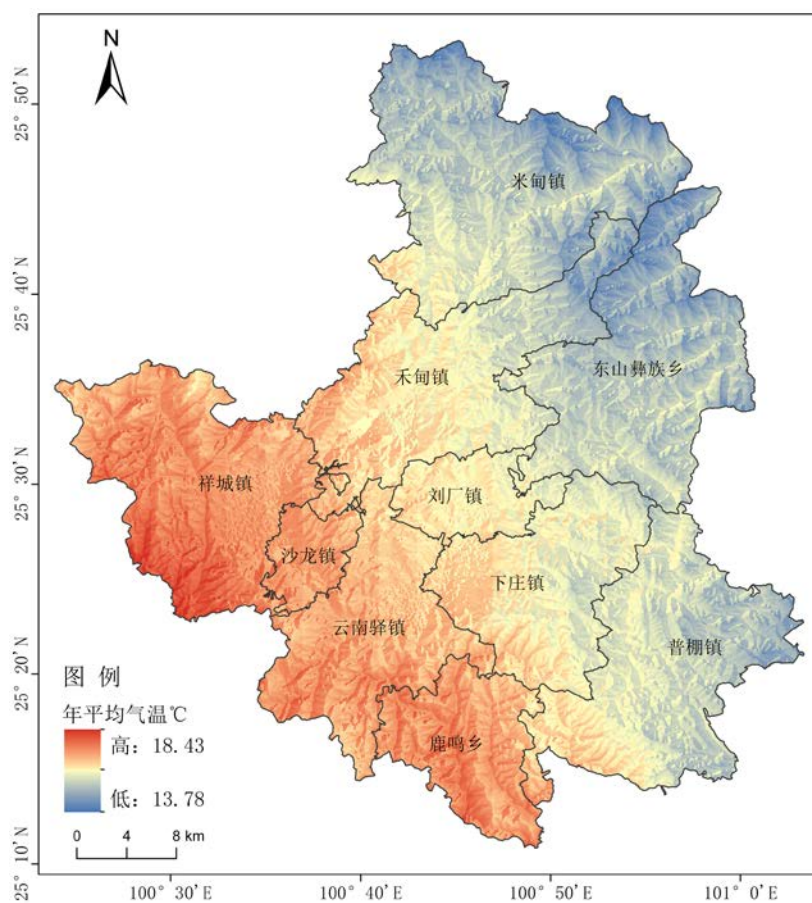 N
25° 50′ N
25° 40′ N
25° 30′ N
25° 20′ N
25° 10′ N
米甸镇
东山彝族乡
禾甸镇
祥城镇
刘厂镇
沙龙镇
下庄镇
云南驿镇
普棚镇
鹿鸣乡
图 例
年平均气温℃
高: 18.43
低: 13.78
0 4 8 km
100° 30′ E 100° 40′ E 100° 50′ E 101° 0′ E